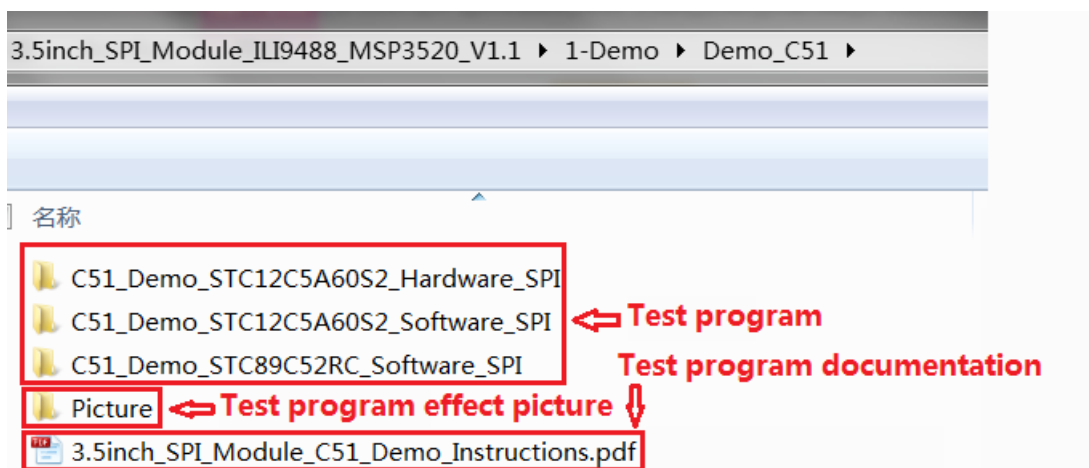 3.5inch_SPI_Module_ILI9488_MSP3520_V1.1 ▸ 1-Demo ▸ Demo_C51 ▸
名称
C51_Demo_STC12C5A60S2_Hardware_SPI
C51_Demo_STC12C5A60S2_Software_SPI
Test program
C51_Demo_STC89C52RC_Software_SPI
Test program documentation
Picture
Test program effect picture
3.5inch_SPI_Module_C51_Demo_Instructions.pdf